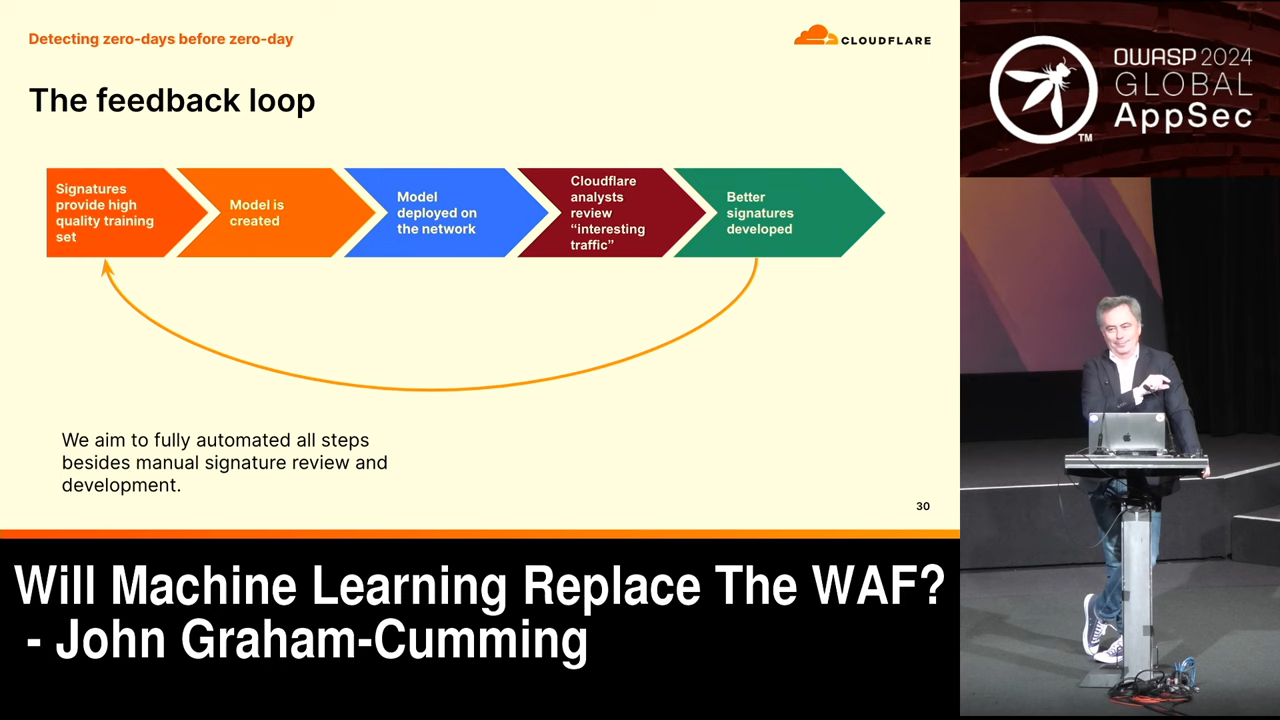 Detecting zero-days before zero-day
CLOUDFLARE
The feedback loop
Signatures
provide high
quality training
set
Model is
created
Model
deployed on
the network
Cloudflare
analysts
review
“interesting
traffic”
Better
signatures
developed
We aim to fully automated all steps
besides manual signature review and
development.
30
OWASP 2024
GLOBAL
AppSec
TM
Will Machine Learning Replace The WAF?
- John Graham-Cumming